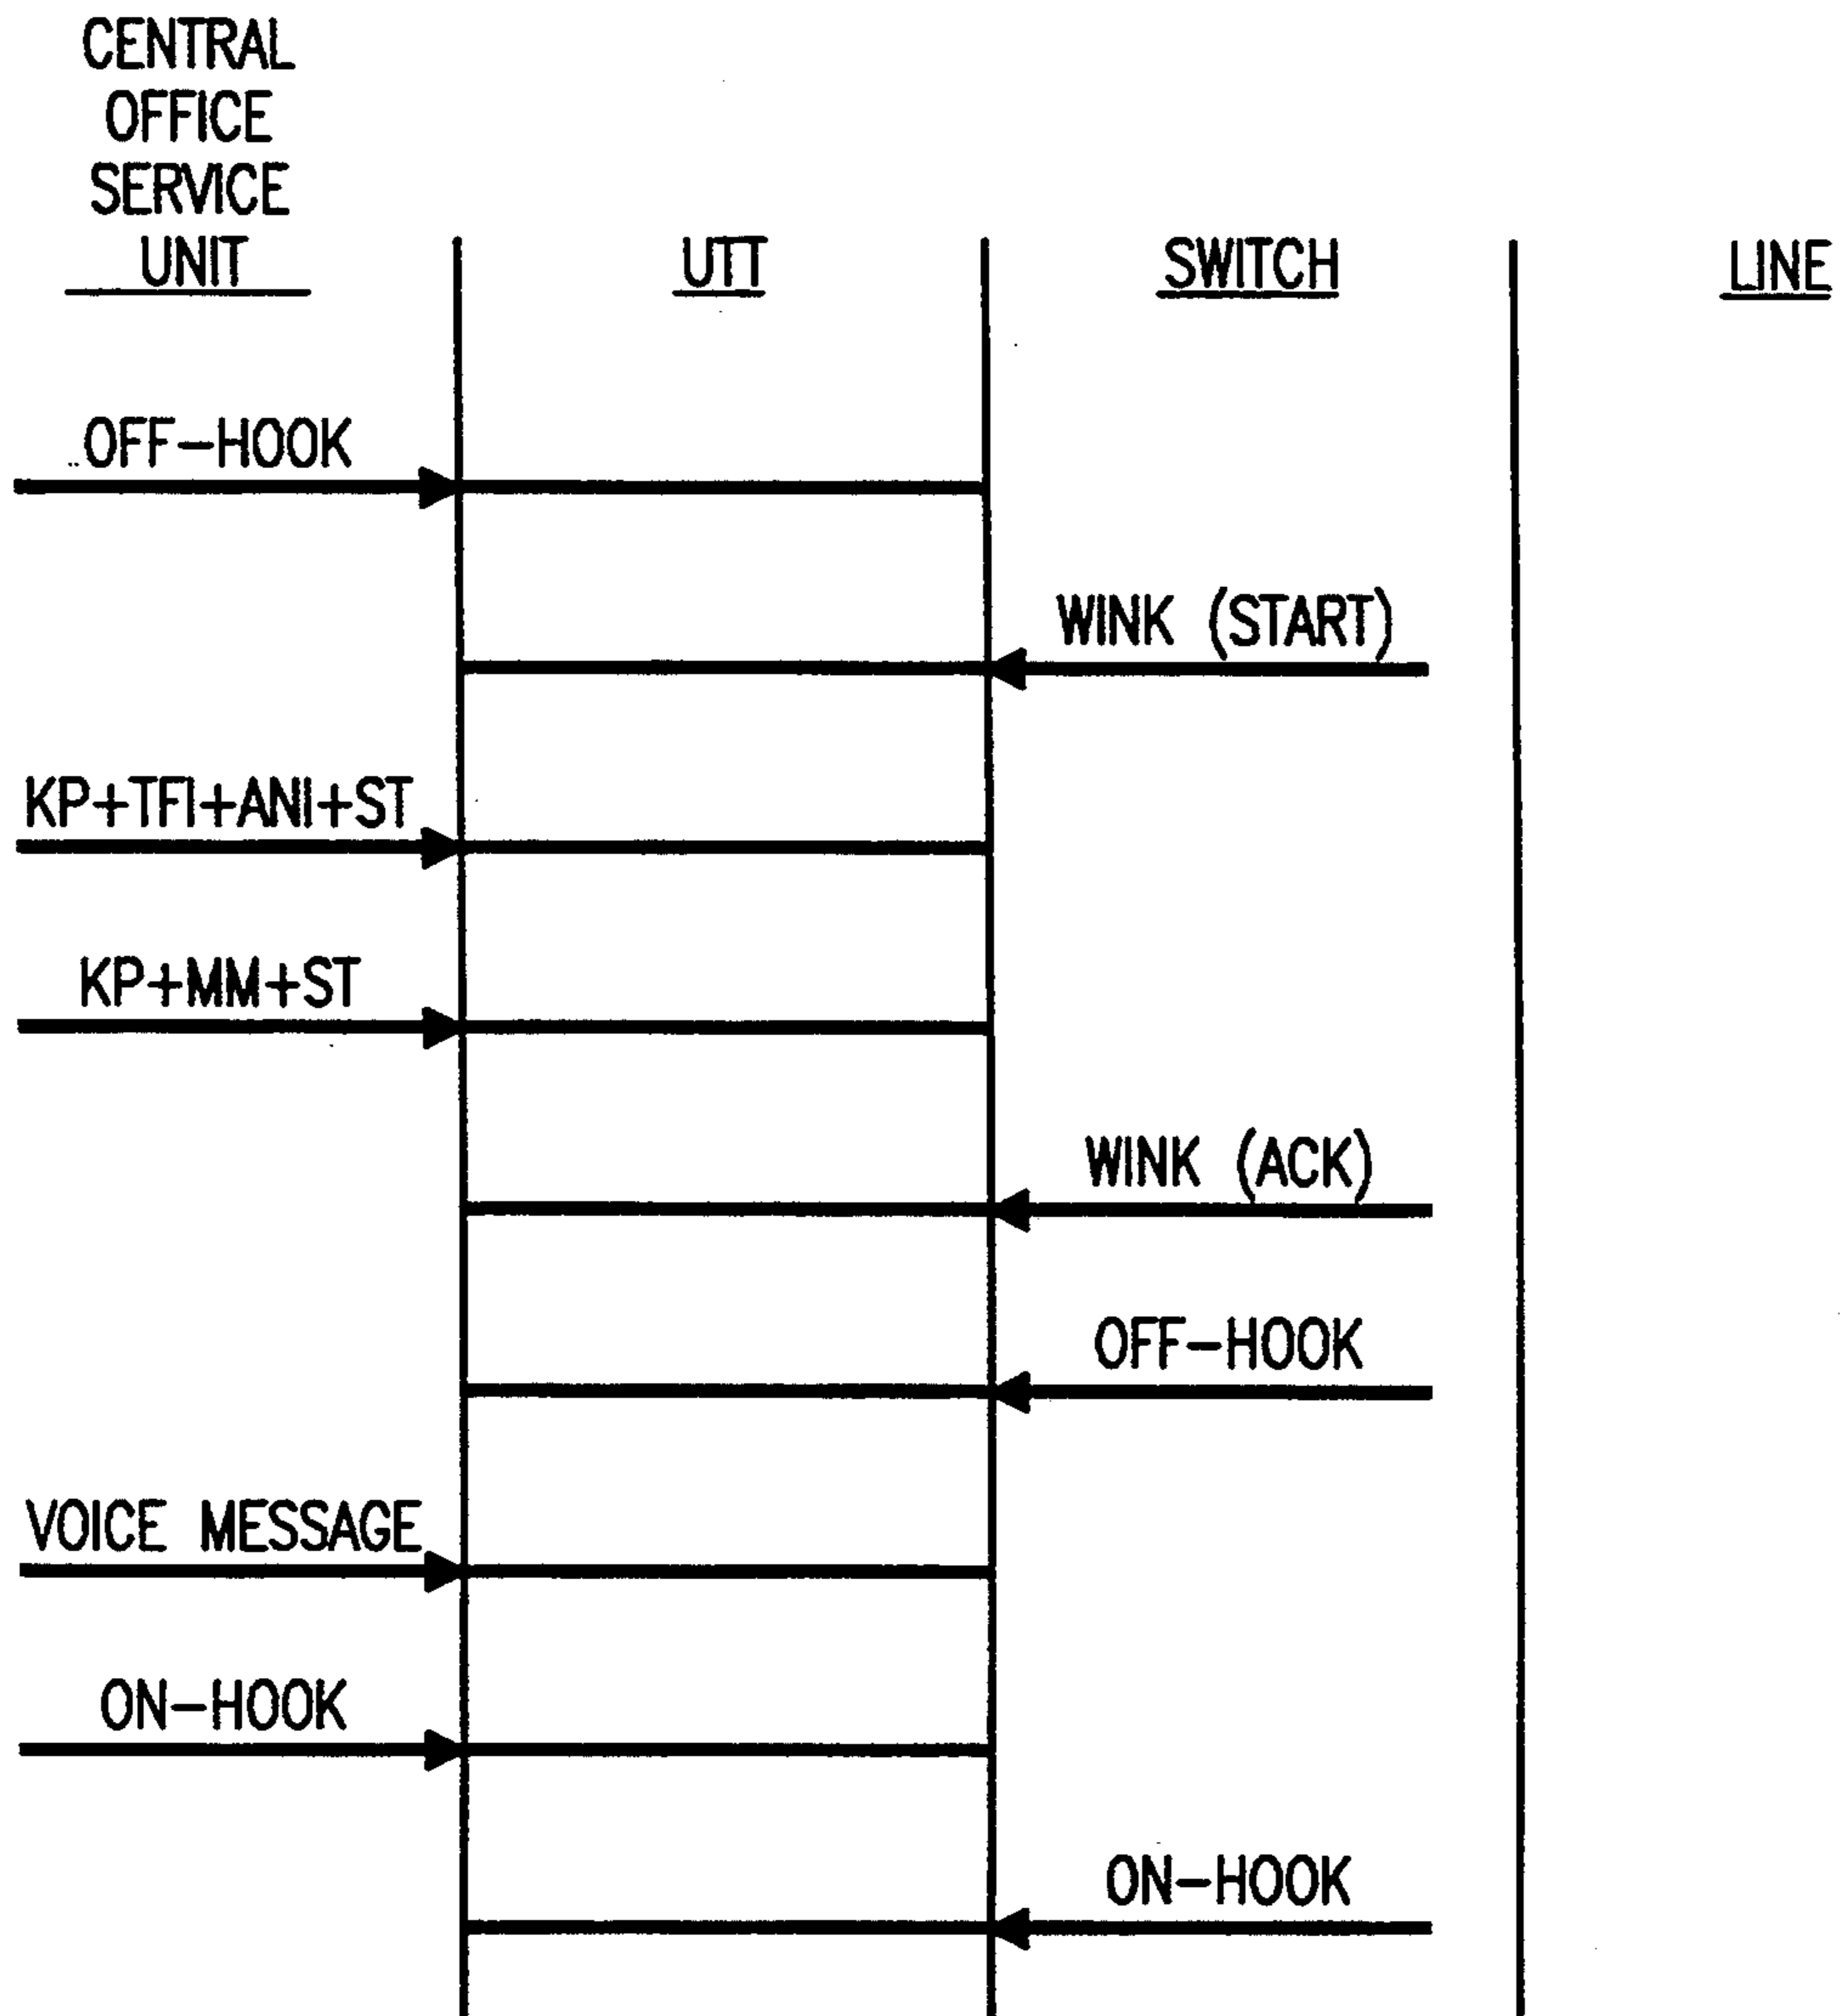 CENTRAL
OFFICE
SERVICE
UNIT
UTT
SWITCH
LINE
OFF-HOOK
WINK (START)
KP+TFI+ANI+ST
KP+MM+ST
WINK (ACK)
OFF-HOOK
VOICE MESSAGE
ON-HOOK
ON-HOOK